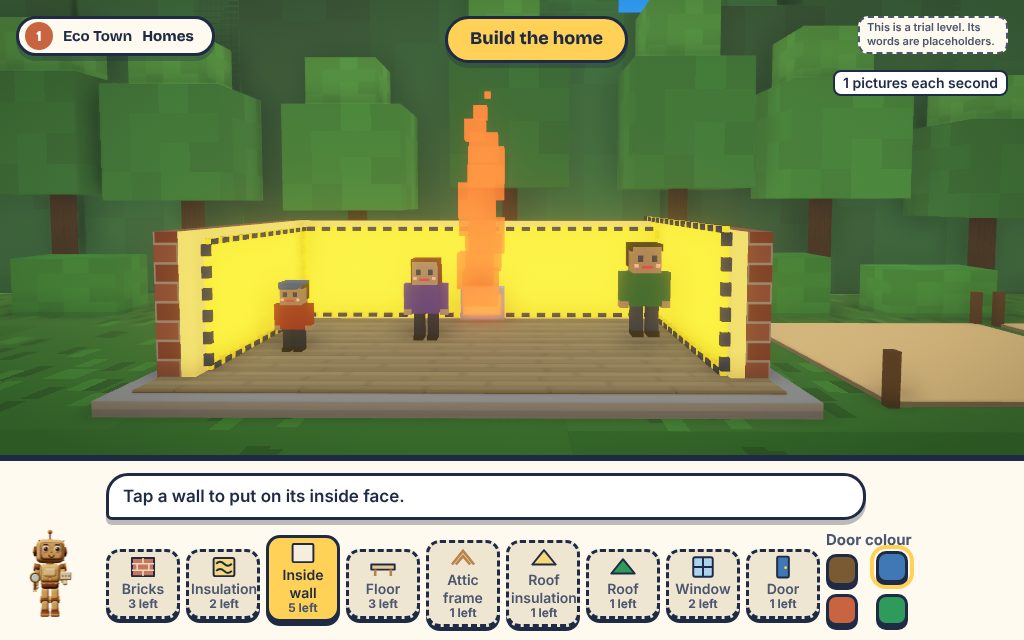 1 Eco Town Homes
Build the home
This is a trial level. Its
words are placeholders.
1 pictures each second
Tap a wall to put on its inside face.
Bricks
3 left
Insulation
2 left
Inside
wall
5 left
Floor
3 left
Attic
frame
1 left
Roof
insulation
1 left
Roof
1 left
Window
2 left
Door
1 left
Door colour